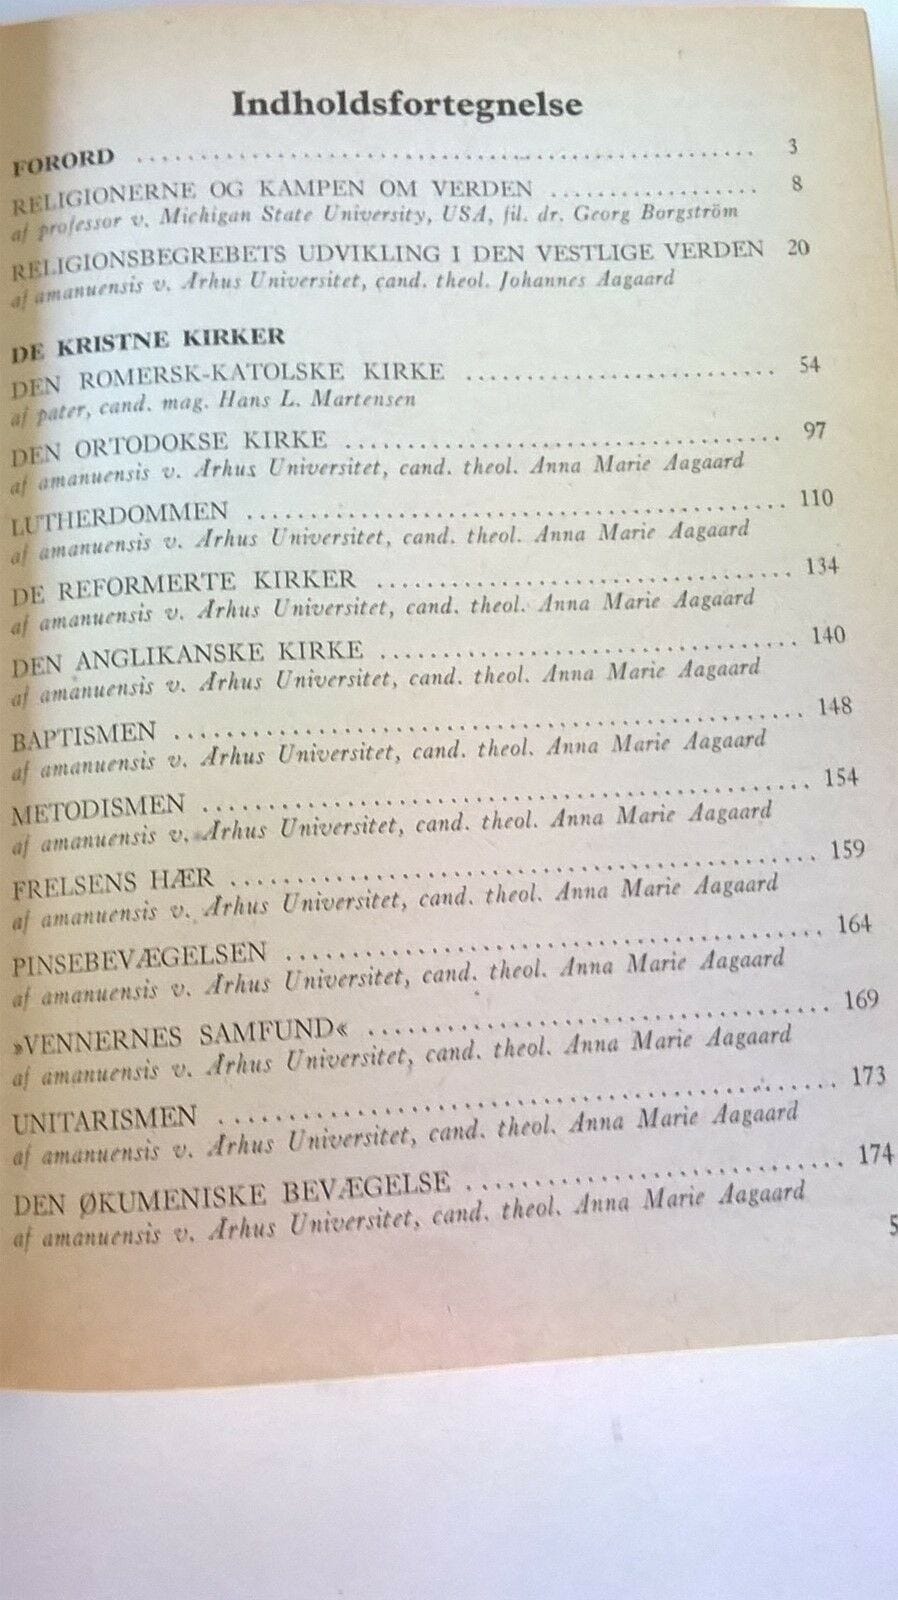 Indholdsfortegnelse
FORORD ........ 3
RELIGIONERNE OG KAMPEN OM VERDEN ........ 8
af professor v. Michigan State University, USA, fil. dr. Georg Borgström
RELIGIONSBEGREBETS UDVIKLING I DEN VESTLIGE VERDEN 20
af amanuensis v. Århus Universitet, cand. theol. Johannes Aagaard
DE KRISTNE KIRKER
DEN ROMERSK-KATOLSKE KIRKE ........ 54
af pater, cand. mag. Hans L. Martensen
DEN ORTODOKSE KIRKE ........ 97
af amanuensis v. Århus Universitet, cand. theol. Anna Marie Aagaard
LUTHERDOMMEN ........ 110
af amanuensis v. Århus Universitet, cand. theol. Anna Marie Aagaard
DE REFORMERTE KIRKER ........ 134
af amanuensis v. Århus Universitet, cand. theol. Anna Marie Aagaard
DEN ANGLIKANSKE KIRKE ........ 140
af amanuensis v. Århus Universitet, cand. theol. Anna Marie Aagaard
BAPTISMEN ........ 148
af amanuensis v. Århus Universitet, cand. theol. Anna Marie Aagaard
METODISMEN ........ 154
af amanuensis v. Århus Universitet, cand. theol. Anna Marie Aagaard
FRELSENS HÆR ........ 159
af amanuensis v. Århus Universitet, cand. theol. Anna Marie Aagaard
PINSEBEVÆGELSEN ........ 164
af amanuensis v. Århus Universitet, cand. theol. Anna Marie Aagaard
»VENNERNES SAMFUND« ........ 169
af amanuensis v. Århus Universitet, cand. theol. Anna Marie Aagaard
UNITARISMEN ........ 173
af amanuensis v. Århus Universitet, cand. theol. Anna Marie Aagaard
DEN ØKUMENISKE BEVÆGELSE ........ 174
af amanuensis v. Århus Universitet, cand. theol. Anna Marie Aagaard
5